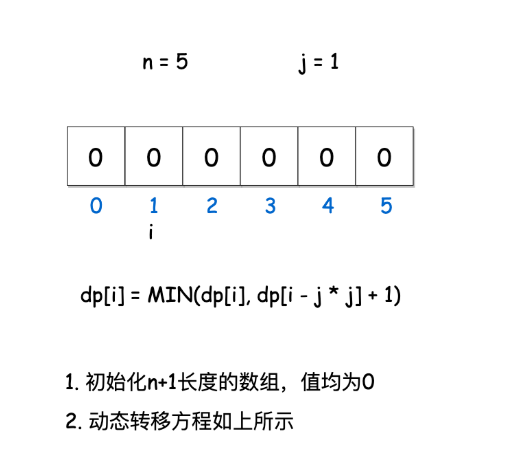 n = 5 j = 1
0 0 0 0 0 0
0 1 2 3 4 5
i
dp[i] = MIN(dp[i], dp[i - j * j] + 1)
1. 初始化n+1长度的数组，值均为0
2. 动态转移方程如上所示